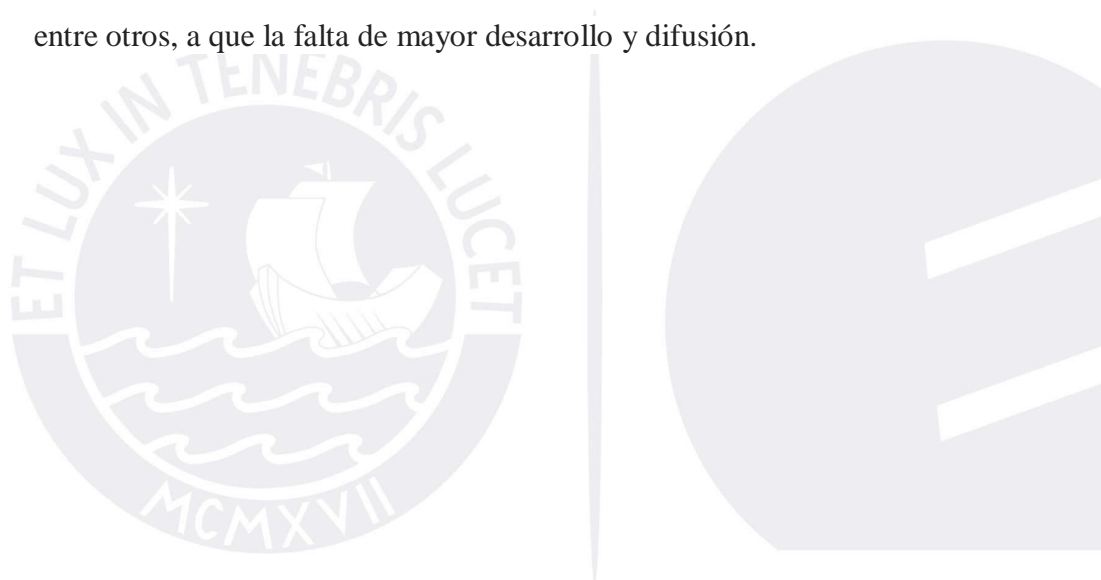 entre otros, a que la falta de mayor desarrollo y difusión.
ET LUX IN TENEBRIS LUCET
MCMXVII